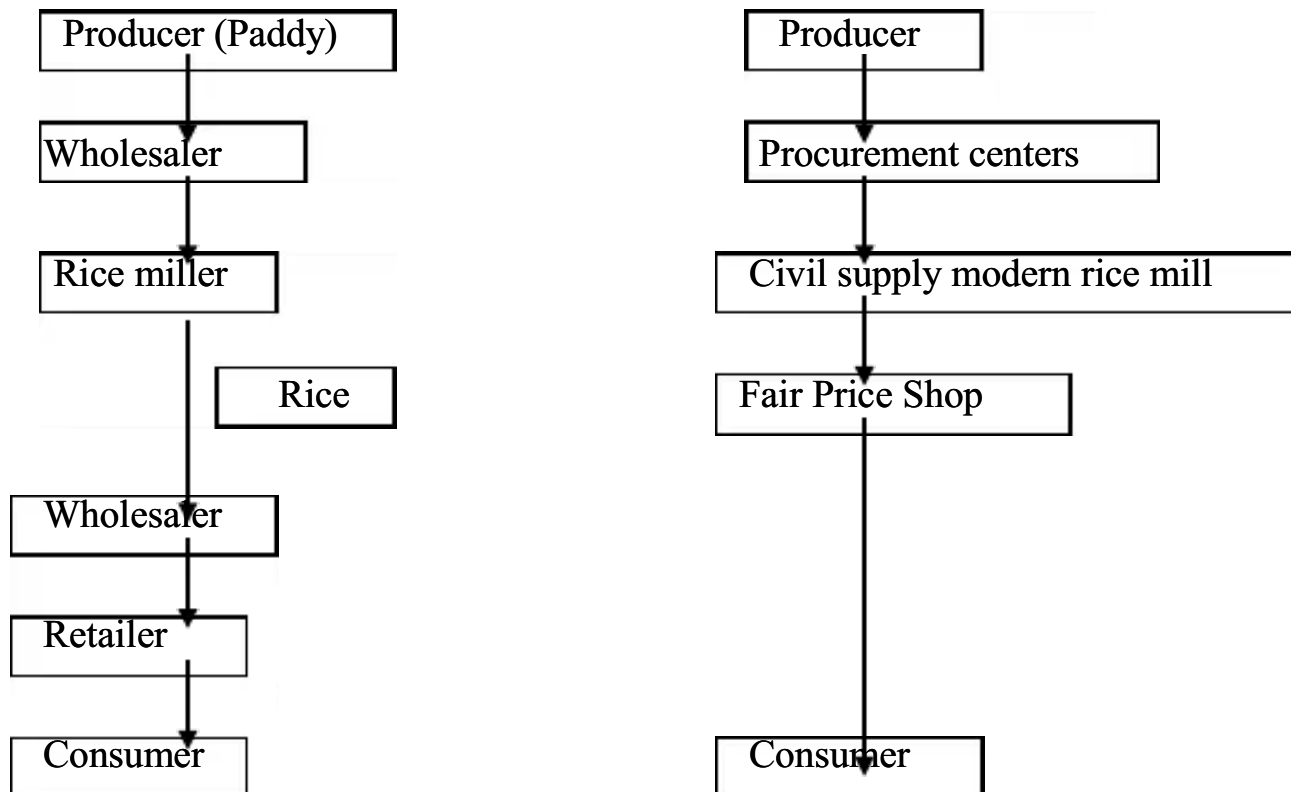 Producer (Paddy)
Wholesaler
Rice miller
Rice
Wholesaler
Retailer
Consumer
Producer
Procurement centers
Civil supply modern rice mill
Fair Price Shop
Consumer